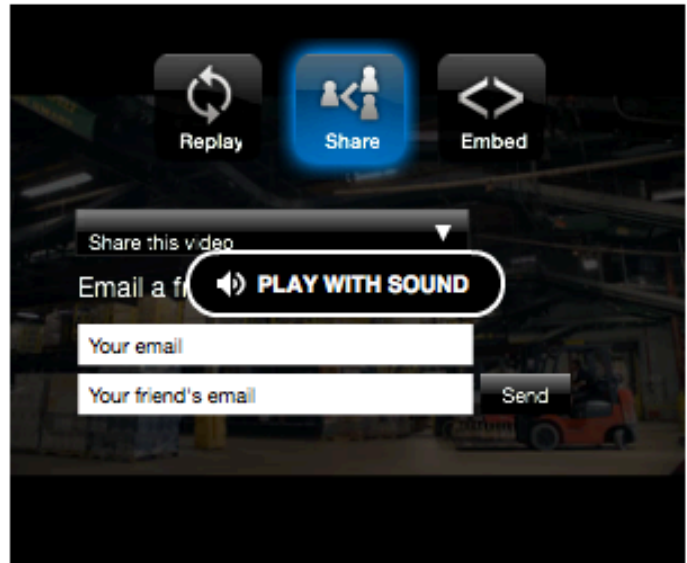 Replay
Share
Embed
Share this video
Email a fr
PLAY WITH SOUND
Your email
Your friend's email
Send